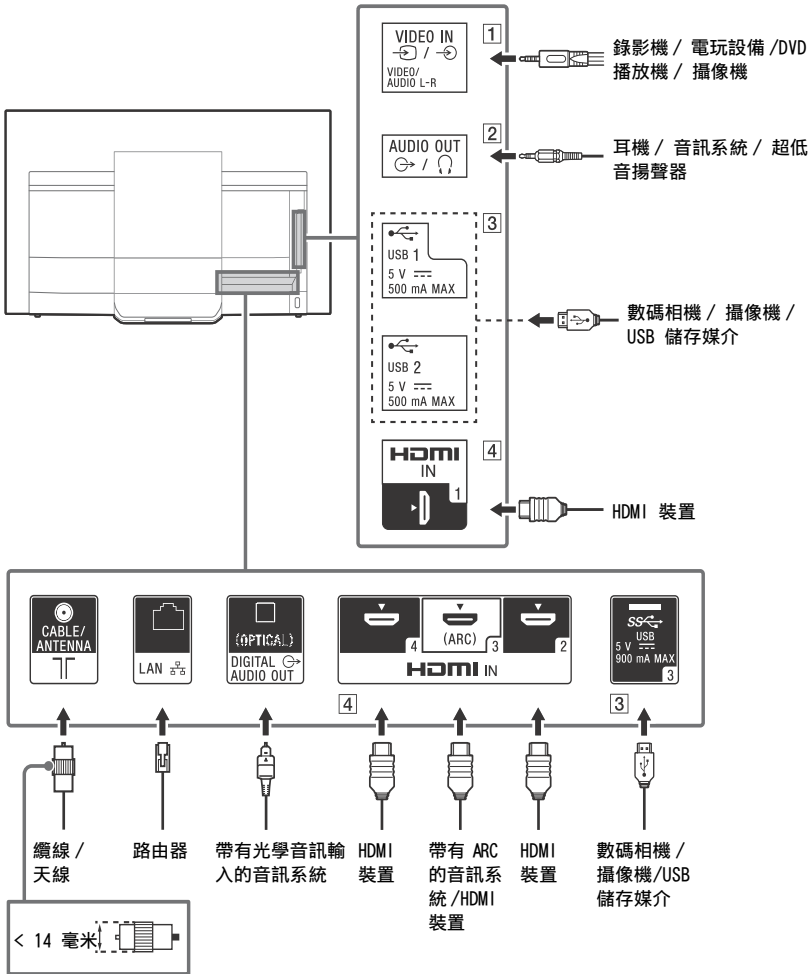 VIDEO IN
/
VIDEO/
AUDIO L-R
1
錄影機 / 電玩設備 /DVD
播放機 / 攝像機
AUDIO OUT
/
2
耳機 / 音訊系統 / 超低
音揚聲器
3
USB 1
5 V
500 mA MAX
數碼相機 / 攝像機 /
USB 儲存媒介
USB 2
5 V
500 mA MAX
4
HDMI
IN
1
HDMI 裝置
CABLE/
ANTENNA
LAN
(OPTICAL)
DIGITAL
AUDIO OUT
4
(ARC)
3
2
HDMI IN
SS
USB
5 V
900 mA MAX
3
4
3
纜線 /
天線
路由器
帶有光學音訊輸
入的音訊系統
HDMI
裝置
帶有 ARC
的音訊系
統 /HDMI
裝置
HDMI
裝置
數碼相機 /
攝像機/USB
儲存媒介
< 14 毫米